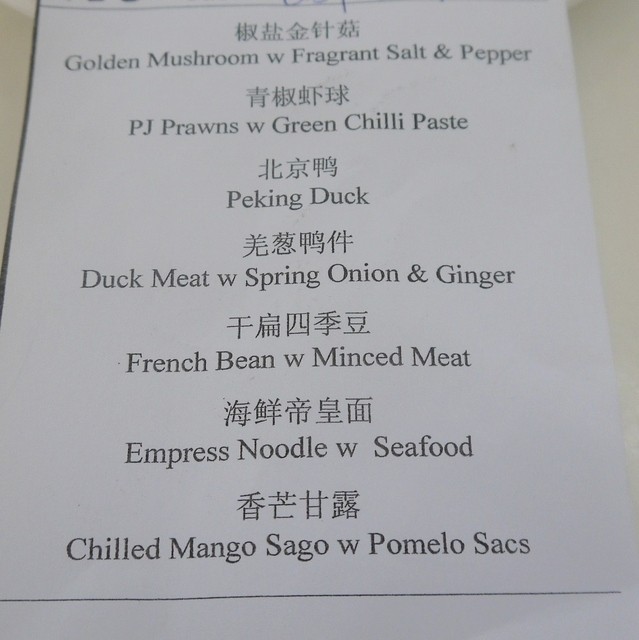 椒盐金针菇
Golden Mushroom w Fragrant Salt & Pepper
青椒虾球
PJ Prawns w Green Chilli Paste
北京鸭
Peking Duck
羌葱鸭件
Duck Meat w Spring Onion & Ginger
干扁四季豆
French Bean w Minced Meat
海鲜帝皇面
Empress Noodle w Seafood
香芒甘露
Chilled Mango Sago w Pomelo Sacs